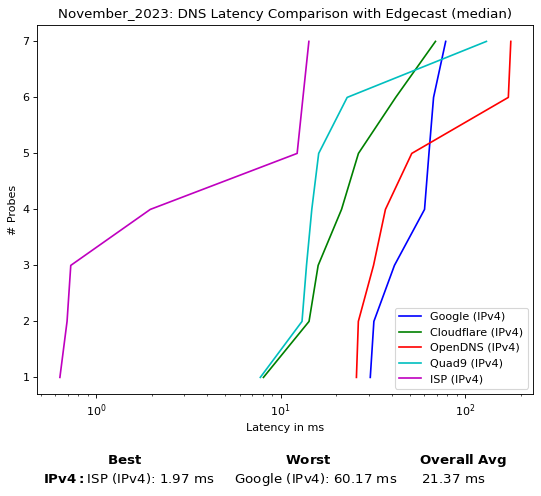 November_2023: DNS Latency Comparison with Edgecast (median)
7
6
5
4
3
2
1
# Probes
Google (IPv4)
Cloudflare (IPv4)
OpenDNS (IPv4)
Quad9 (IPv4)
ISP (IPv4)
10⁰ 10¹ 10²
Latency in ms
Best Worst Overall Avg
IPv4: ISP (IPv4): 1.97 ms Google (IPv4): 60.17 ms 21.37 ms